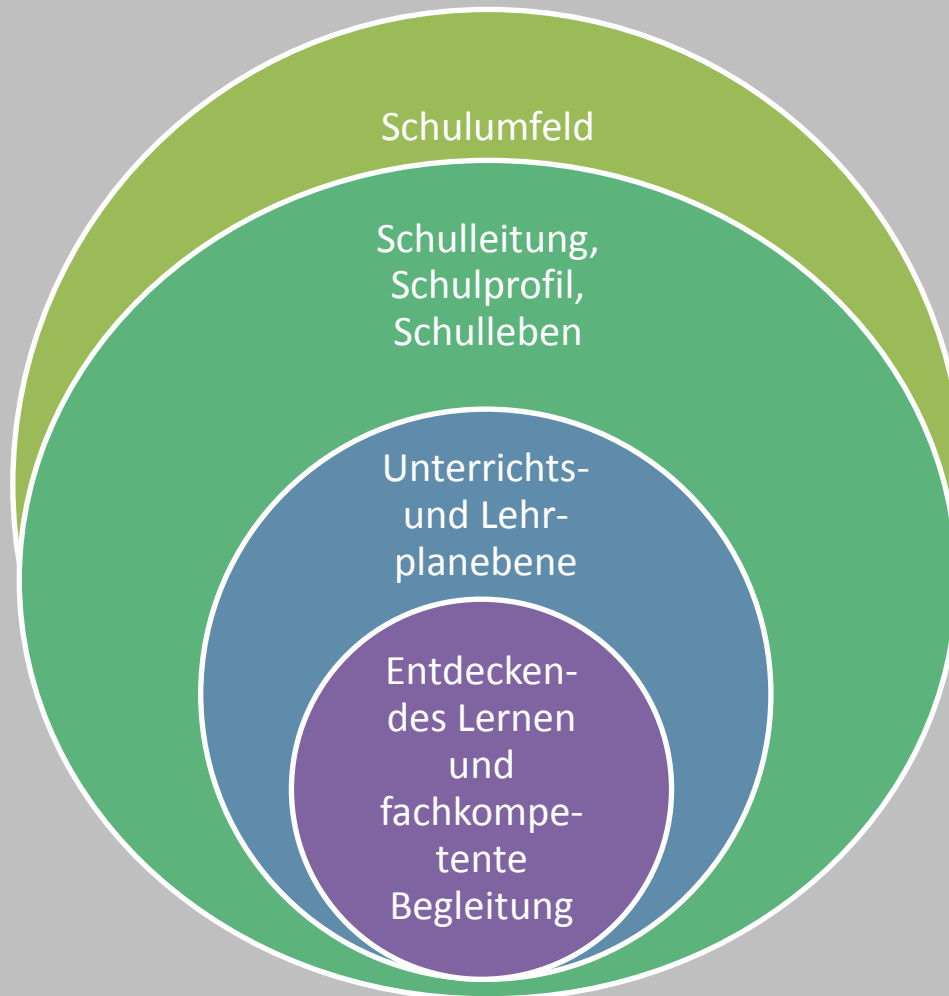 Schulumfeld
Schulleitung,
Schulprofil,
Schulleben
Unterrichts-
und Lehr-
planebene
Entdecken-
des Lernen
und
fachkompe-
tente
Begleitung